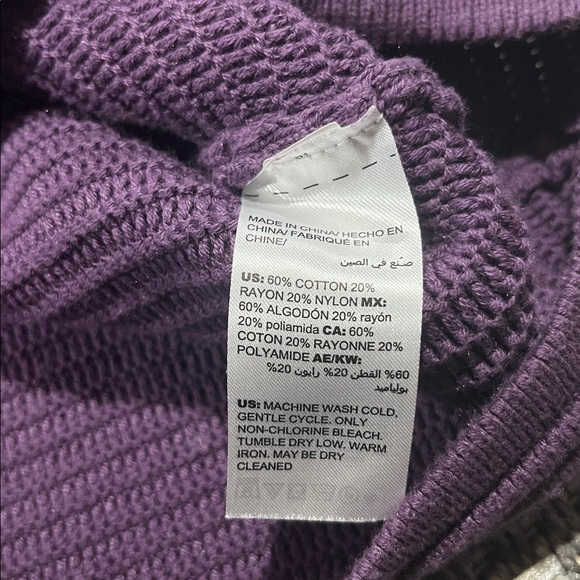 MADE IN CHINA/ HECHO EN
CHINA/ FABRIQUÉ EN
CHINE/
صنع في الصين
US: 60% COTTON 20%
RAYON 20% NYLON MX:
60% ALGODÓN 20% rayón
20% poliamida CA: 60%
COTON 20% RAYONNE 20%
POLYAMIDE AE/KW:
60% القطن 20% رايون 20%
بولياميد
US: MACHINE WASH COLD,
GENTLE CYCLE. ONLY
NON-CHLORINE BLEACH.
TUMBLE DRY LOW. WARM
IRON. MAY BE DRY
CLEANED